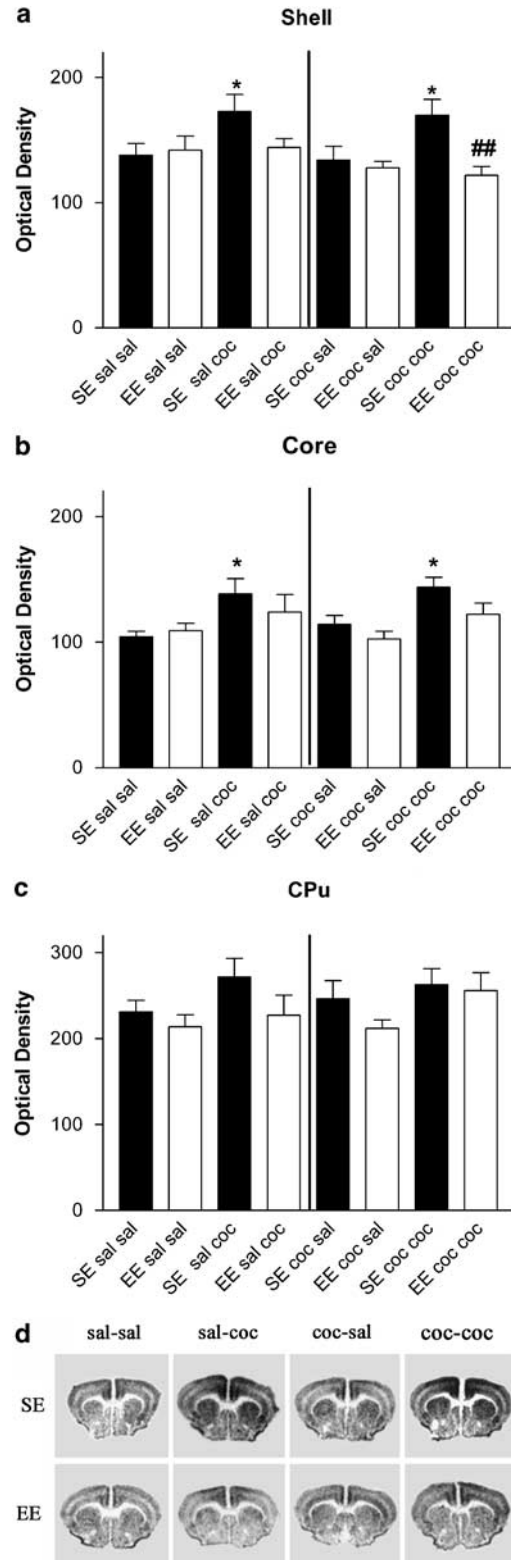 a
Shell
Optical Density
200
100
0
*
*
##
SE sal sal
EE sal sal
SE sal coc
EE sal coc
SE coc sal
EE coc sal
SE coc coc
EE coc coc
b
Core
Optical Density
200
100
0
*
*
SE sal sal
EE sal sal
SE sal coc
EE sal coc
SE coc sal
EE coc sal
SE coc coc
EE coc coc
c
CPu
Optical Density
300
200
100
0
SE sal sal
EE sal sal
SE sal coc
EE sal coc
SE coc sal
EE coc sal
SE coc coc
EE coc coc
d
sal-sal sal-coc coc-sal coc-coc
SE
EE